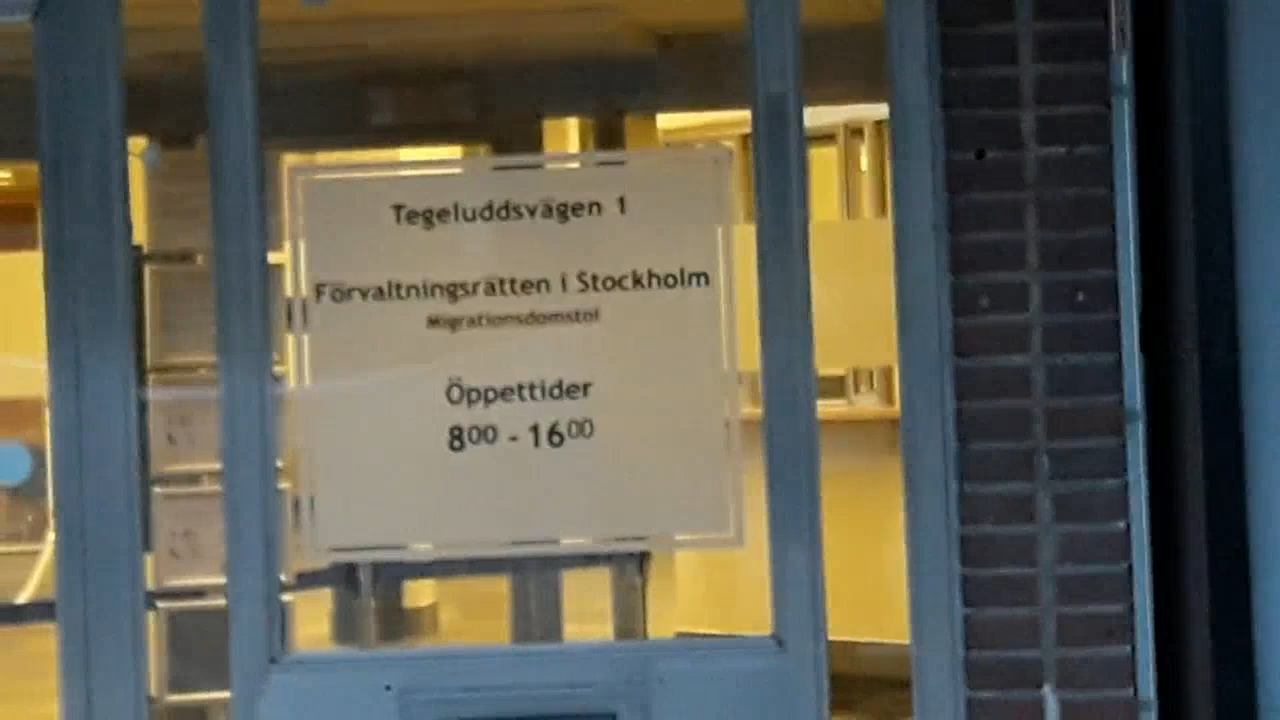 Tegeluddsvägen 1
Förvaltningsrätten i Stockholm
Migrationsdomstol
Öppettider
8⁰⁰ - 16⁰⁰